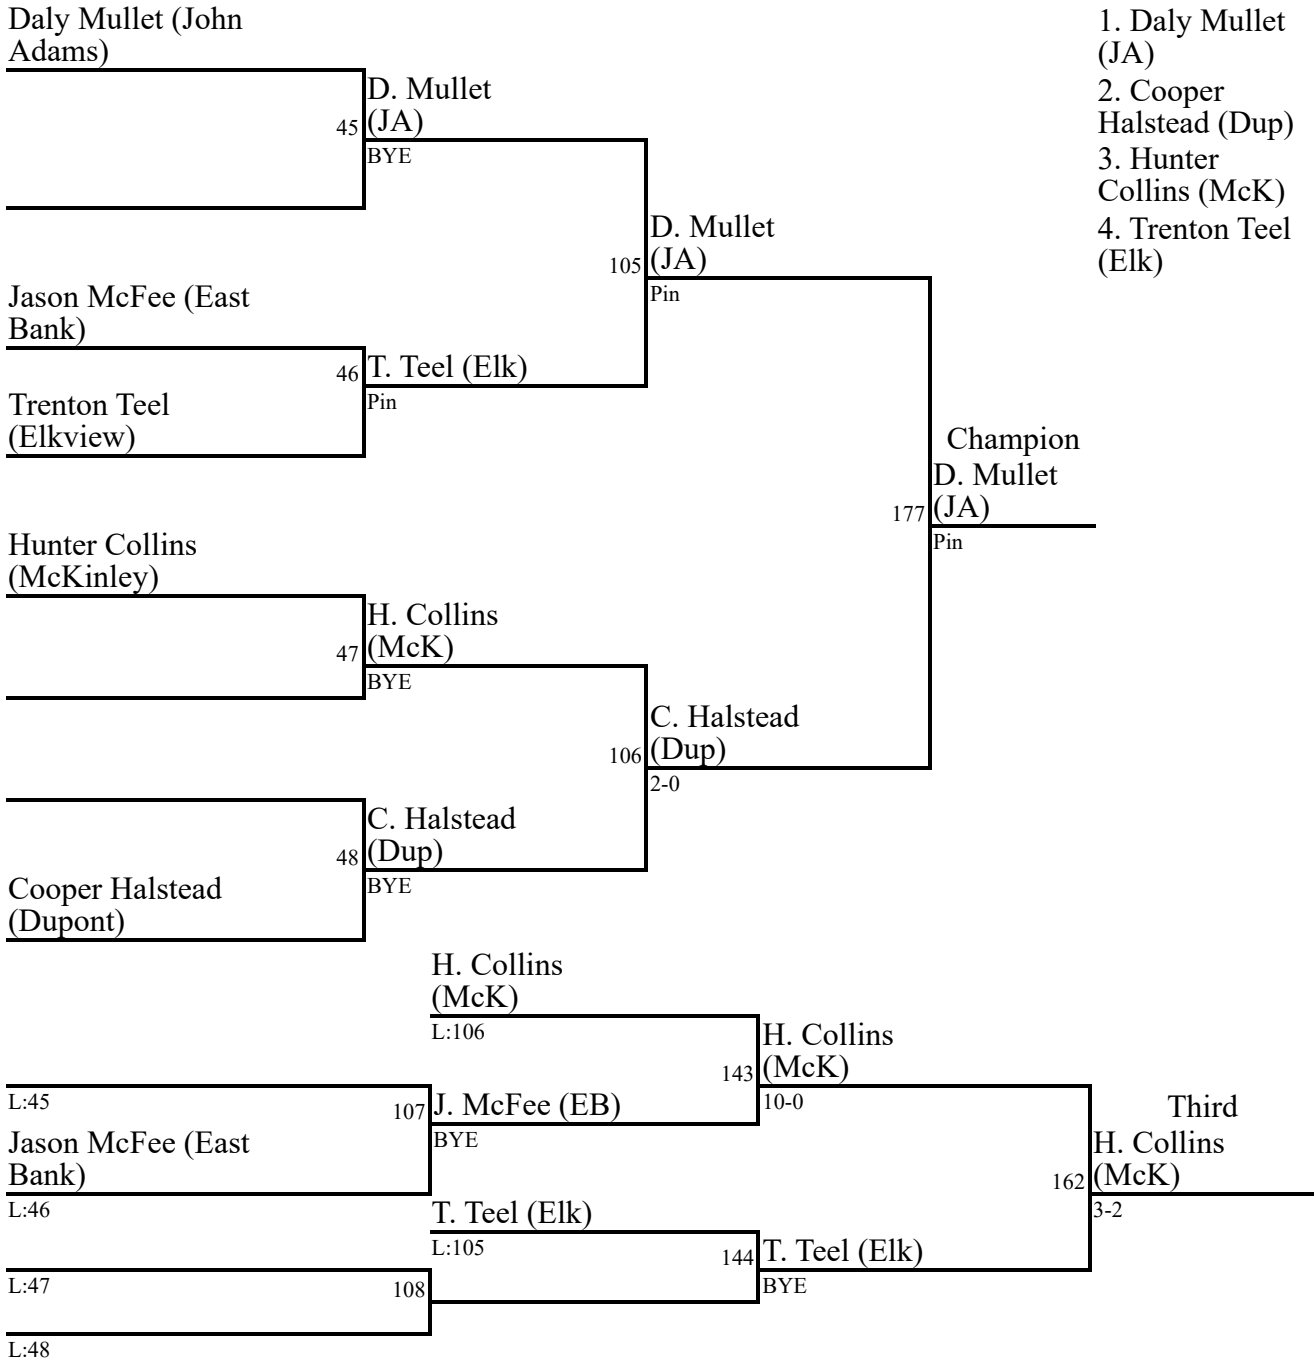 Daly Mullet (John
Adams)
45
D. Mullet
(JA)
BYE
Jason McFee (East
Bank)
46
T. Teel (Elk)
Pin
Trenton Teel
(Elkview)
105
D. Mullet
(JA)
Pin
Hunter Collins
(McKinley)
47
H. Collins
(McK)
BYE
48
C. Halstead
(Dup)
BYE
Cooper Halstead
(Dupont)
106
C. Halstead
(Dup)
2-0
177
Champion
D. Mullet
(JA)
Pin
1. Daly Mullet
(JA)
2. Cooper
Halstead (Dup)
3. Hunter
Collins (McK)
4. Trenton Teel
(Elk)
H. Collins
(McK)
L:106
L:45
107
J. McFee (EB)
BYE
Jason McFee (East
Bank)
L:46
143
H. Collins
(McK)
10-0
T. Teel (Elk)
L:105
L:47
108
L:48
144
T. Teel (Elk)
BYE
162
Third
H. Collins
(McK)
3-2